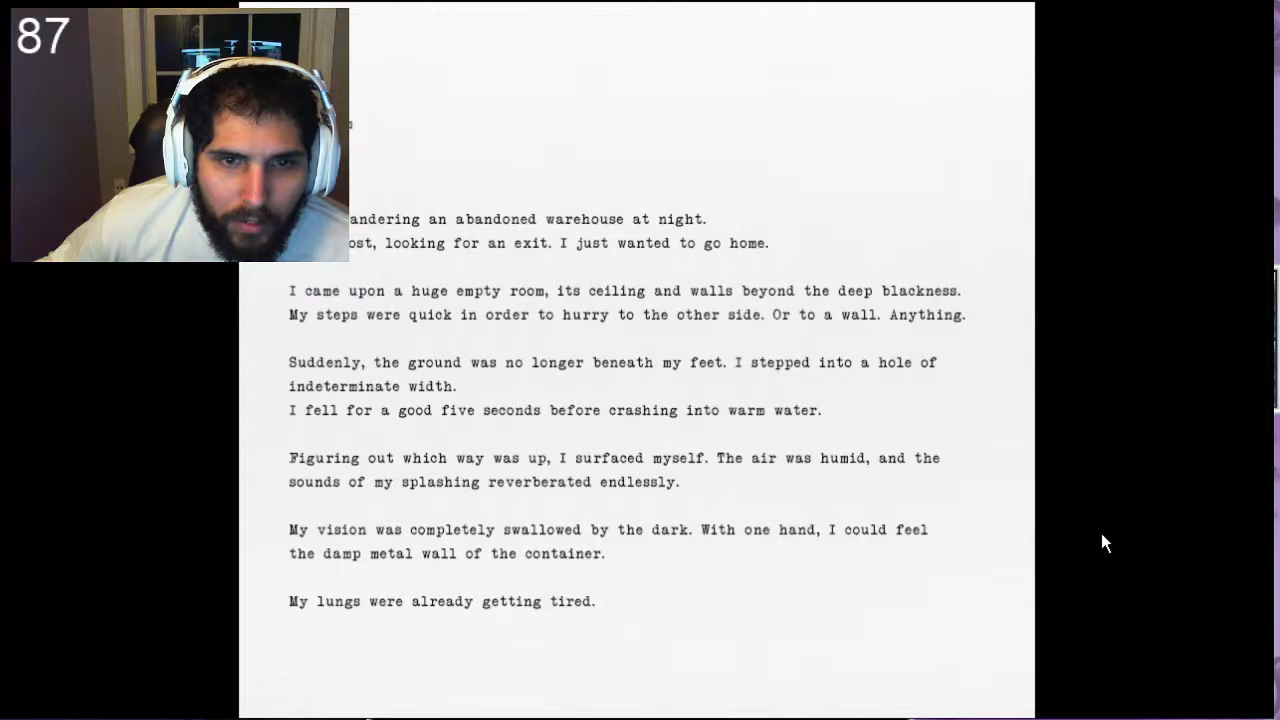 87
andering an abandoned warehouse at night.
ost, looking for an exit. I just wanted to go home.
I came upon a huge empty room, its ceiling and walls beyond the deep blackness.
My steps were quick in order to hurry to the other side. Or to a wall. Anything.
Suddenly, the ground was no longer beneath my feet. I stepped into a hole of
indeterminate width.
I fell for a good five seconds before crashing into warm water.
Figuring out which way was up, I surfaced myself. The air was humid, and the
sounds of my splashing reverberated endlessly.
My vision was completely swallowed by the dark. With one hand, I could feel
the damp metal wall of the container.
My lungs were already getting tired.